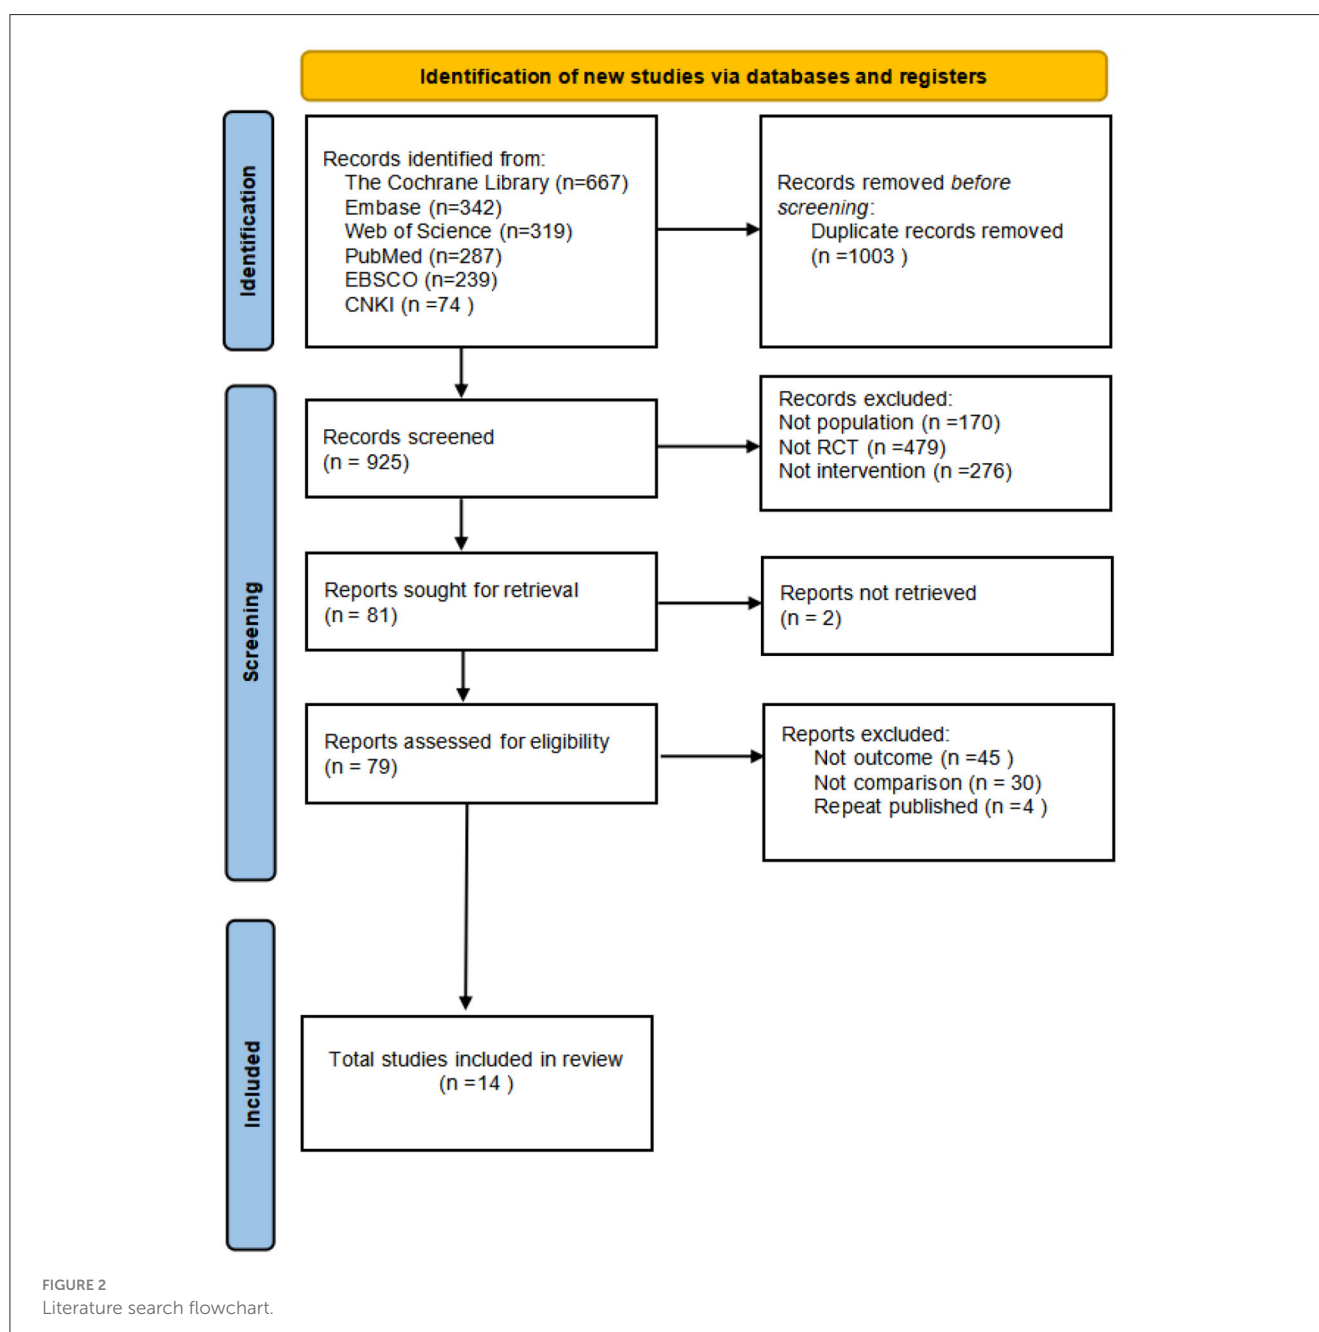 Identification of new studies via databases and registers
Identification
Records identified from:
The Cochrane Library (n=667)
Embase (n=342)
Web of Science (n=319)
PubMed (n=287)
EBSCO (n=239)
CNKI (n =74 )
Records removed before
screening:
Duplicate records removed
(n =1003 )
Screening
Records screened
(n = 925)
Records excluded:
Not population (n =170)
Not RCT (n =479)
Not intervention (n =276)
Reports sought for retrieval
(n = 81)
Reports not retrieved
(n = 2)
Reports assessed for eligibility
(n = 79)
Reports excluded:
Not outcome (n =45 )
Not comparison (n = 30)
Repeat published (n =4 )
Included
Total studies included in review
(n =14 )
FIGURE 2
Literature search flowchart.